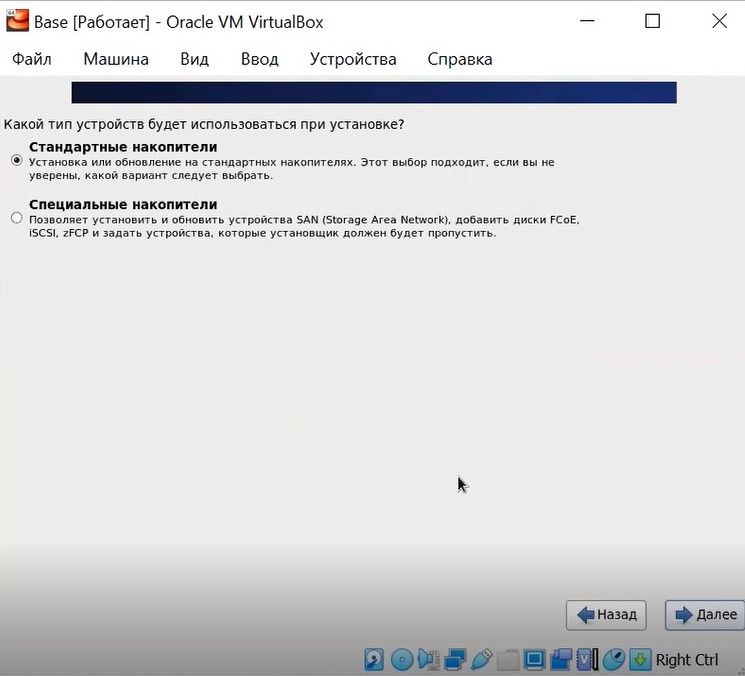 Base [Работает] - Oracle VM VirtualBox
Файл Машина Вид Ввод Устройства Справка
Какой тип устройств будет использоваться при установке?
Стандартные накопители
Установка или обновление на стандартных накопителях. Этот выбор подходит, если вы не
уверены, какой вариант следует выбрать.
Специальные накопители
Позволяет установить и обновить устройства SAN (Storage Area Network), добавить диски FCoE,
iSCSI, zFCP и задать устройства, которые установщик должен будет пропустить.
Назад Далее
Right Ctrl